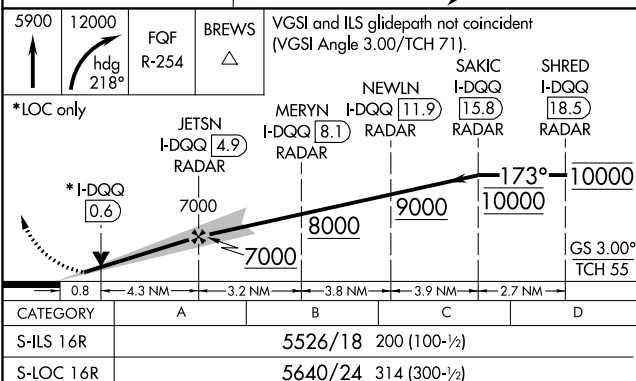 5900
12000
hdg
218°
FQF
R-254
BREWS
VGSI and ILS glidepath not coincident
(VGSI Angle 3.00/TCH 71).
*LOC only
SAKIC
I-DQQ
15.8
RADAR
SHRED
I-DQQ
18.5
RADAR
NEWLN
I-DQQ 11.9
RADAR
MERYN
I-DQQ 8.1
RADAR
JETSN
I-DQQ 4.9
RADAR
*I-DQQ
0.6
7000
7000
8000
9000
173°
10000
10000
GS 3.00°
TCH 55
0.8 4.3 NM 3.2 NM 3.8 NM 3.9 NM 2.7 NM
CATEGORY A B C D
S-ILS 16R 5526/18 200 (100-½)
S-LOC 16R 5640/24 314 (300-½)